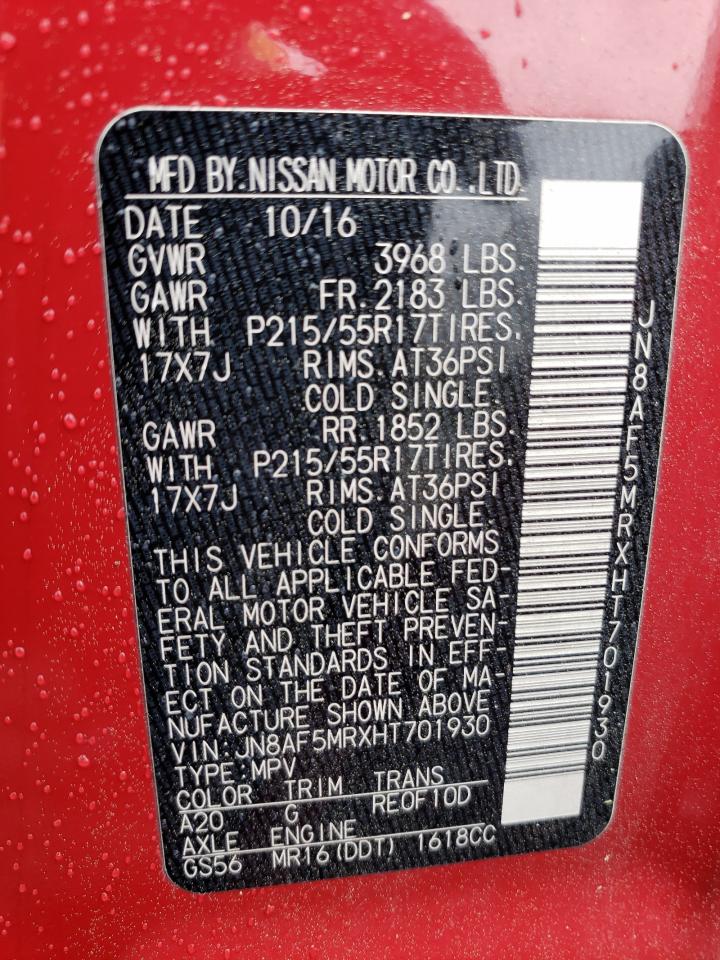 MFD BY.NISSAN MOTOR CO.,LTD.
DATE 10/16
GVWR 3968 LBS.
GAWR FR.2183 LBS.
WITH P215/55R17TIRES.
17X7J RIMS.AT36PSI
COLD SINGLE.
GAWR RR.1852 LBS.
WITH P215/55R17TIRES.
17X7J RIMS.AT36PSI
COLD SINGLE.
THIS VEHICLE CONFORMS
TO ALL APPLICABLE FED-
ERAL MOTOR VEHICLE SA-
FETY AND THEFT PREVEN-
TION STANDARDS IN EFF-
ECT ON THE DATE OF MA-
NUFACTURE SHOWN ABOVE
VIN:JN8AF5MRXHT701930
TYPE:MPV
COLOR TRIM TRANS
A20 G RE0F10D
AXLE ENGINE
GS56 MR16(DDT) 1618CC
JN8AF5MRXHT701930